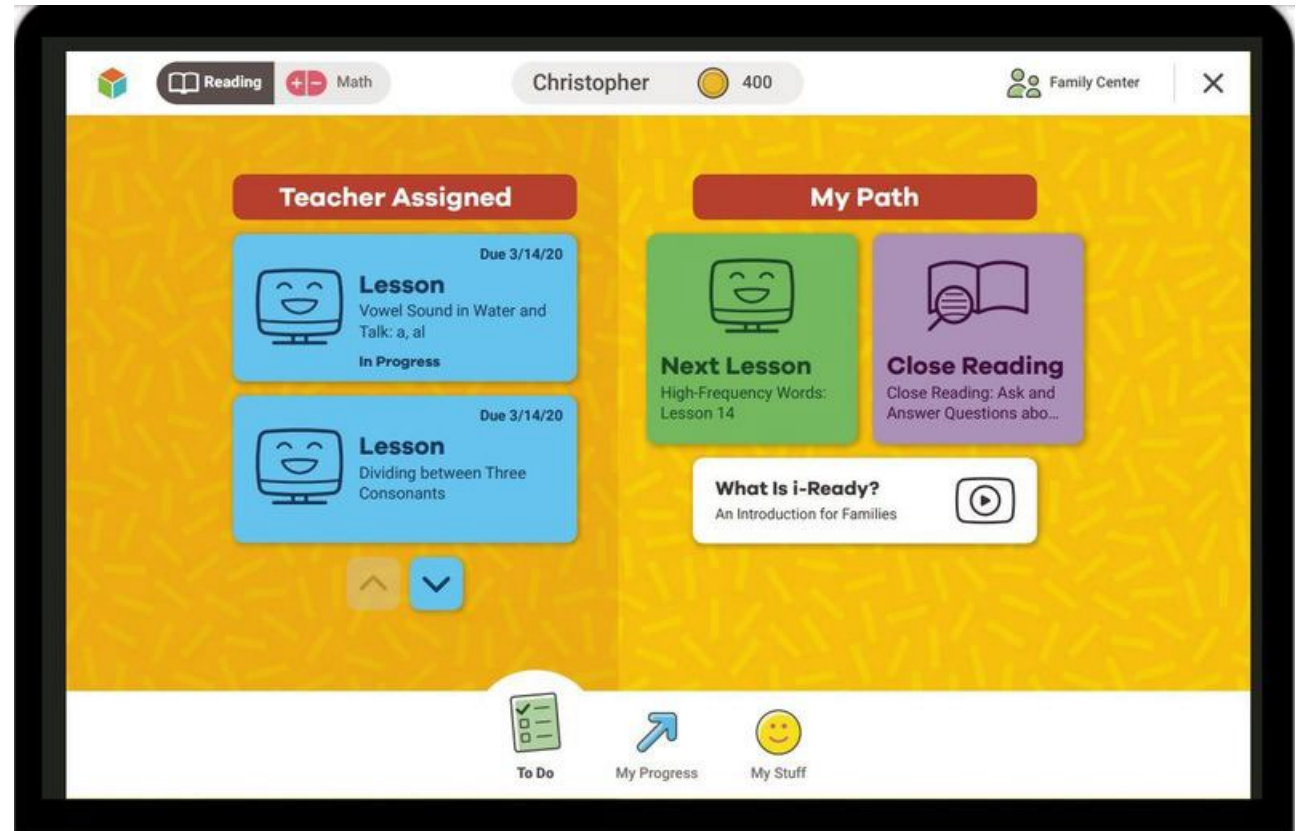 Reading
Math
Christopher
400
Family Center
Teacher Assigned
Due 3/14/20
Lesson
Vowel Sound in Water and
Talk: a, al
In Progress
Due 3/14/20
Lesson
Dividing between Three
Consonants
My Path
Next Lesson
High-Frequency Words:
Lesson 14
Close Reading
Close Reading: Ask and
Answer Questions abo...
What Is i-Ready?
An Introduction for Families
To Do
My Progress
My Stuff